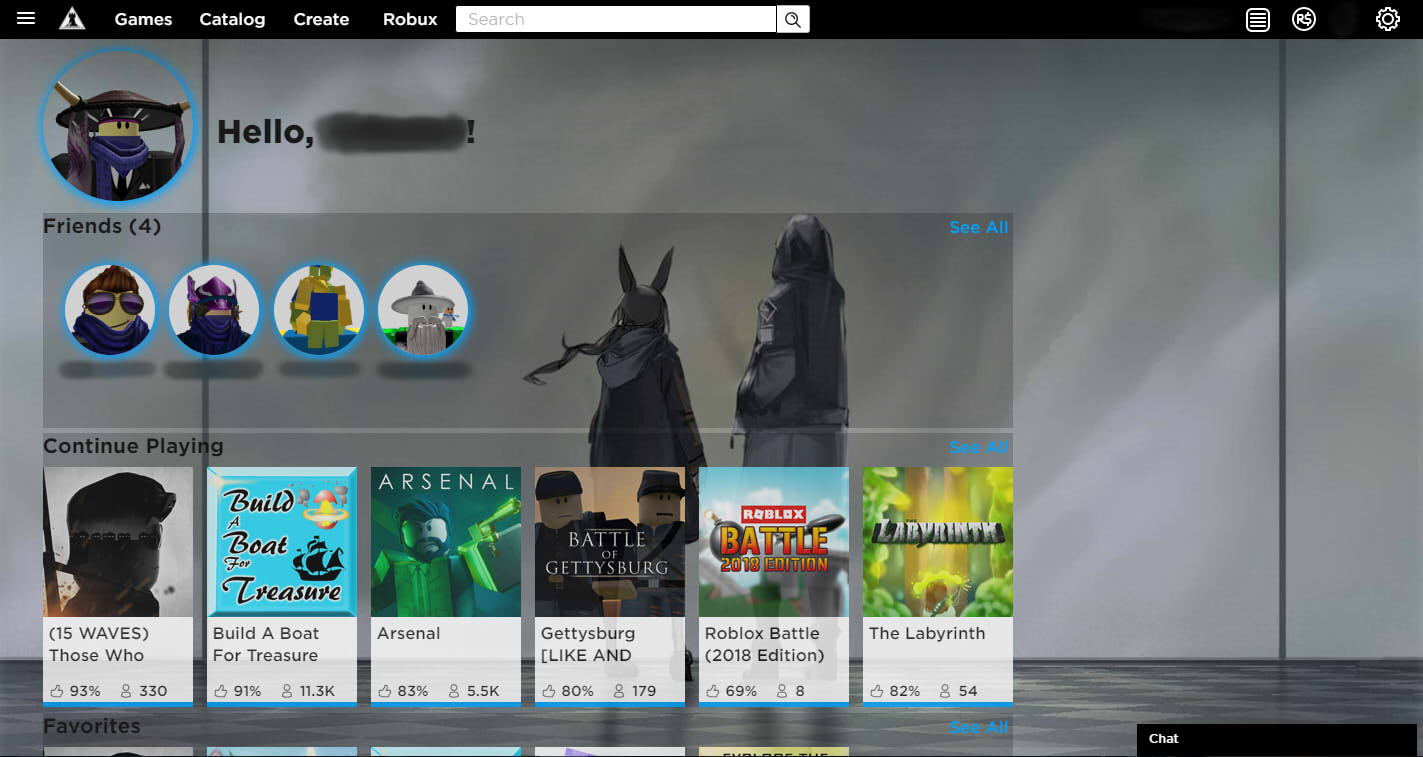 Games Catalog Create Robux Search
Hello, !
Friends (4) See All
Continue Playing See All
ARSENAL
Build
A
Boat
For
Treasure
BATTLE
OF
GETTYSBURG
ROBLOX
BATTLE
2018 EDITION
THE
LABYRINTH
(15 WAVES)
Those Who
93% 330
Build A Boat
For Treasure
91% 11.3K
Arsenal
83% 5.5K
Gettysburg
[LIKE AND
80% 179
Roblox Battle
(2018 Edition)
69% 8
The Labyrinth
82% 54
Favorites See All
EXPLORE THE
Chat